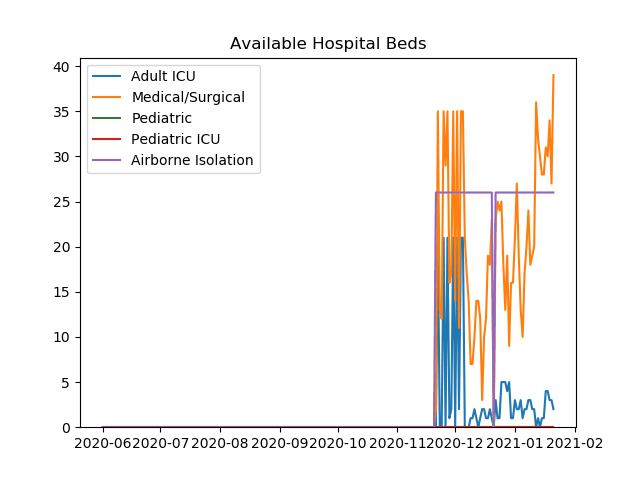 Available Hospital Beds
40
35
30
25
20
15
10
5
0
Adult ICU
Medical/Surgical
Pediatric
Pediatric ICU
Airborne Isolation
2020-06 2020-07 2020-08 2020-09 2020-10 2020-11 2020-12 2021-01 2021-02